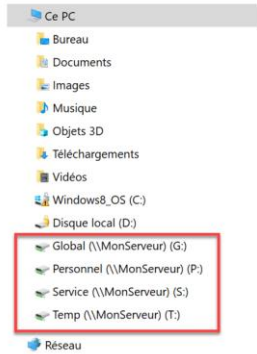 Ce PC
Bureau
Documents
Images
Musique
Objets 3D
Téléchargements
Vidéos
Windows8_OS (C:)
Disque local (D:)
Global (\\MonServeur) (G:)
Personnel (\\MonServeur) (P:)
Service (\\MonServeur) (S:)
Temp (\\MonServeur) (T:)
Réseau